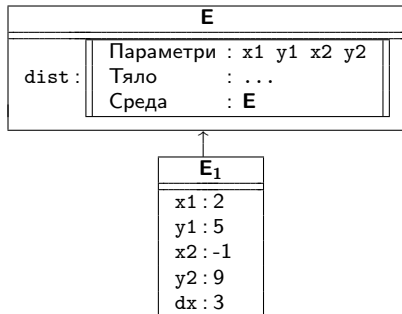 E
Параметри : x1 y1 x2 y2
dist : Тяло : ...
Среда : E
E₁
x1 : 2
y1 : 5
x2 : -1
y2 : 9
dx : 3